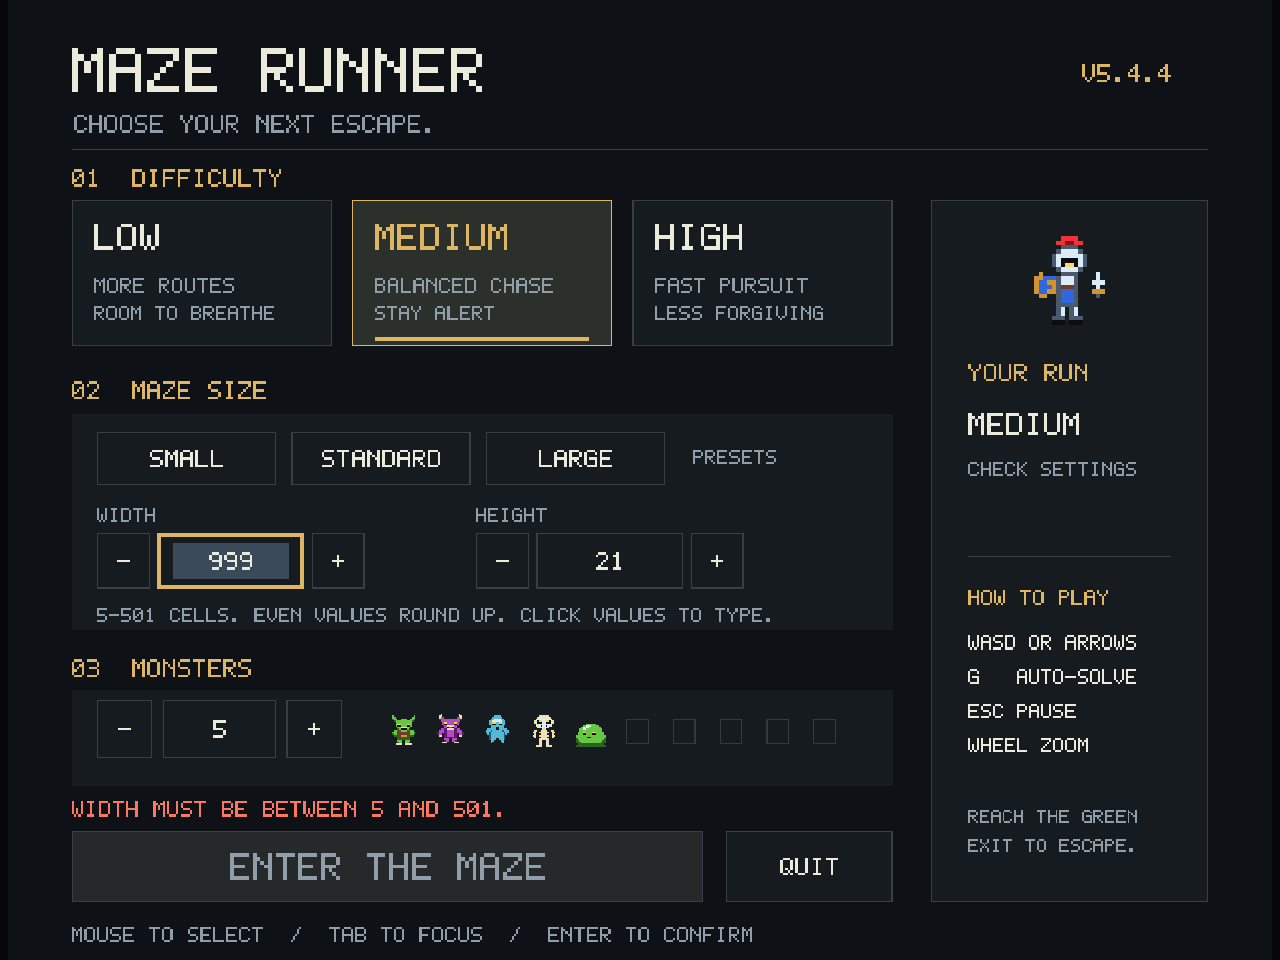 MAZE RUNNER
V5.4.4
CHOOSE YOUR NEXT ESCAPE.
01 DIFFICULTY
LOW
MORE ROUTES
ROOM TO BREATHE
MEDIUM
BALANCED CHASE
STAY ALERT
HIGH
FAST PURSUIT
LESS FORGIVING
02 MAZE SIZE
SMALL
STANDARD
LARGE
PRESETS
WIDTH
− 999 +
HEIGHT
− 21 +
5−501 CELLS. EVEN VALUES ROUND UP. CLICK VALUES TO TYPE.
03 MONSTERS
− 5 +
WIDTH MUST BE BETWEEN 5 AND 501.
ENTER THE MAZE
QUIT
YOUR RUN
MEDIUM
CHECK SETTINGS
HOW TO PLAY
WASD OR ARROWS
G AUTO−SOLVE
ESC PAUSE
WHEEL ZOOM
REACH THE GREEN
EXIT TO ESCAPE.
MOUSE TO SELECT / TAB TO FOCUS / ENTER TO CONFIRM